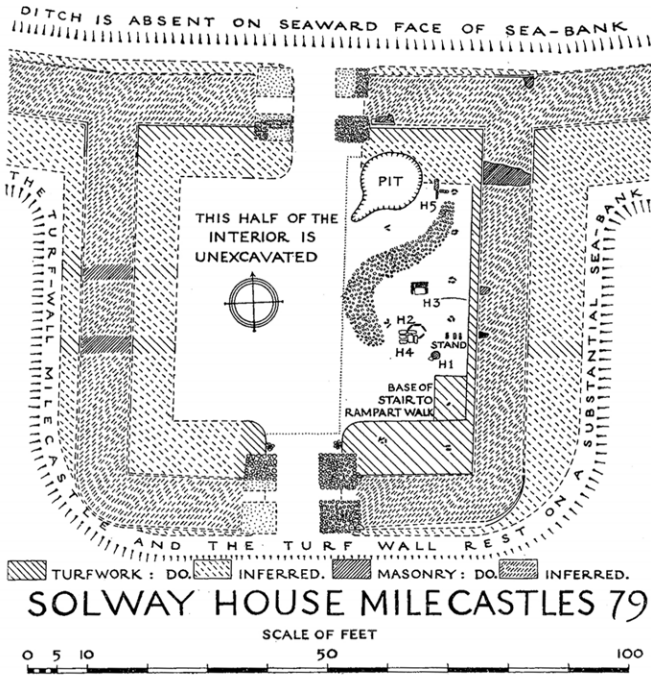 DITCH IS ABSENT ON SEAWARD FACE OF SEA-BANK
THE TURF-WALL MILECASTLE AND THE TURF WALL REST ON A SUBSTANTIAL SEA-BANK
PIT
H5
THIS HALF OF THE
INTERIOR IS
UNEXCAVATED
H3
H2
STAND
H4
H1
BASE OF
STAIR TO
RAMPART WALK
TURFWORK : DO. INFERRED. MASONRY : DO. INFERRED.
SOLWAY HOUSE MILECASTLES 79
SCALE OF FEET
0 5 10 50 100